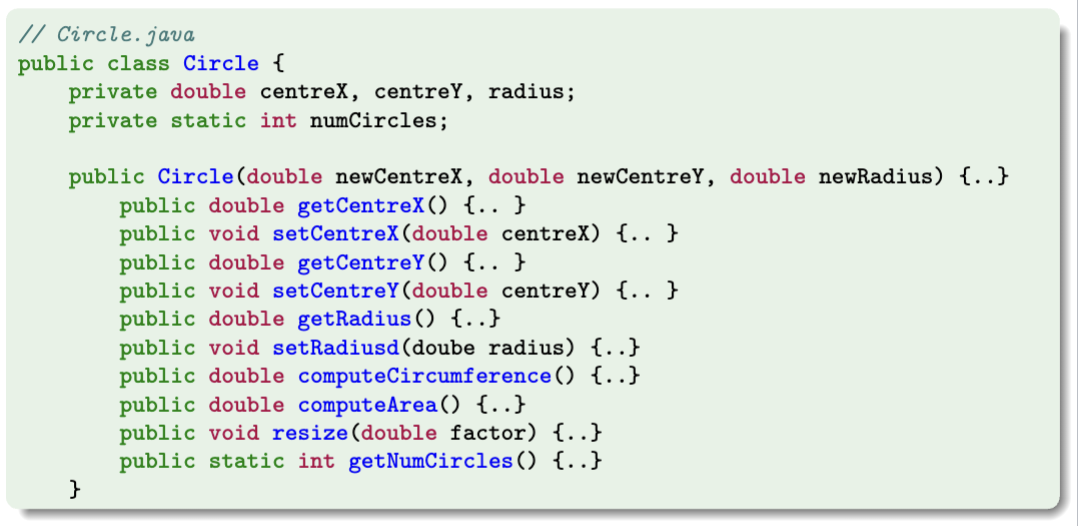 // Circle.java
public class Circle {
    private double centreX, centreY, radius;
    private static int numCircles;

    public Circle(double newCentreX, double newCentreY, double newRadius) {..}
        public double getCentreX() {.. }
        public void setCentreX(double centreX) {.. }
        public double getCentreY() {.. }
        public void setCentreY(double centreY) {.. }
        public double getRadius() {..}
        public void setRadiusd(doube radius) {..}
        public double computeCircumference() {..}
        public double computeArea() {..}
        public void resize(double factor) {..}
        public static int getNumCircles() {..}
    }